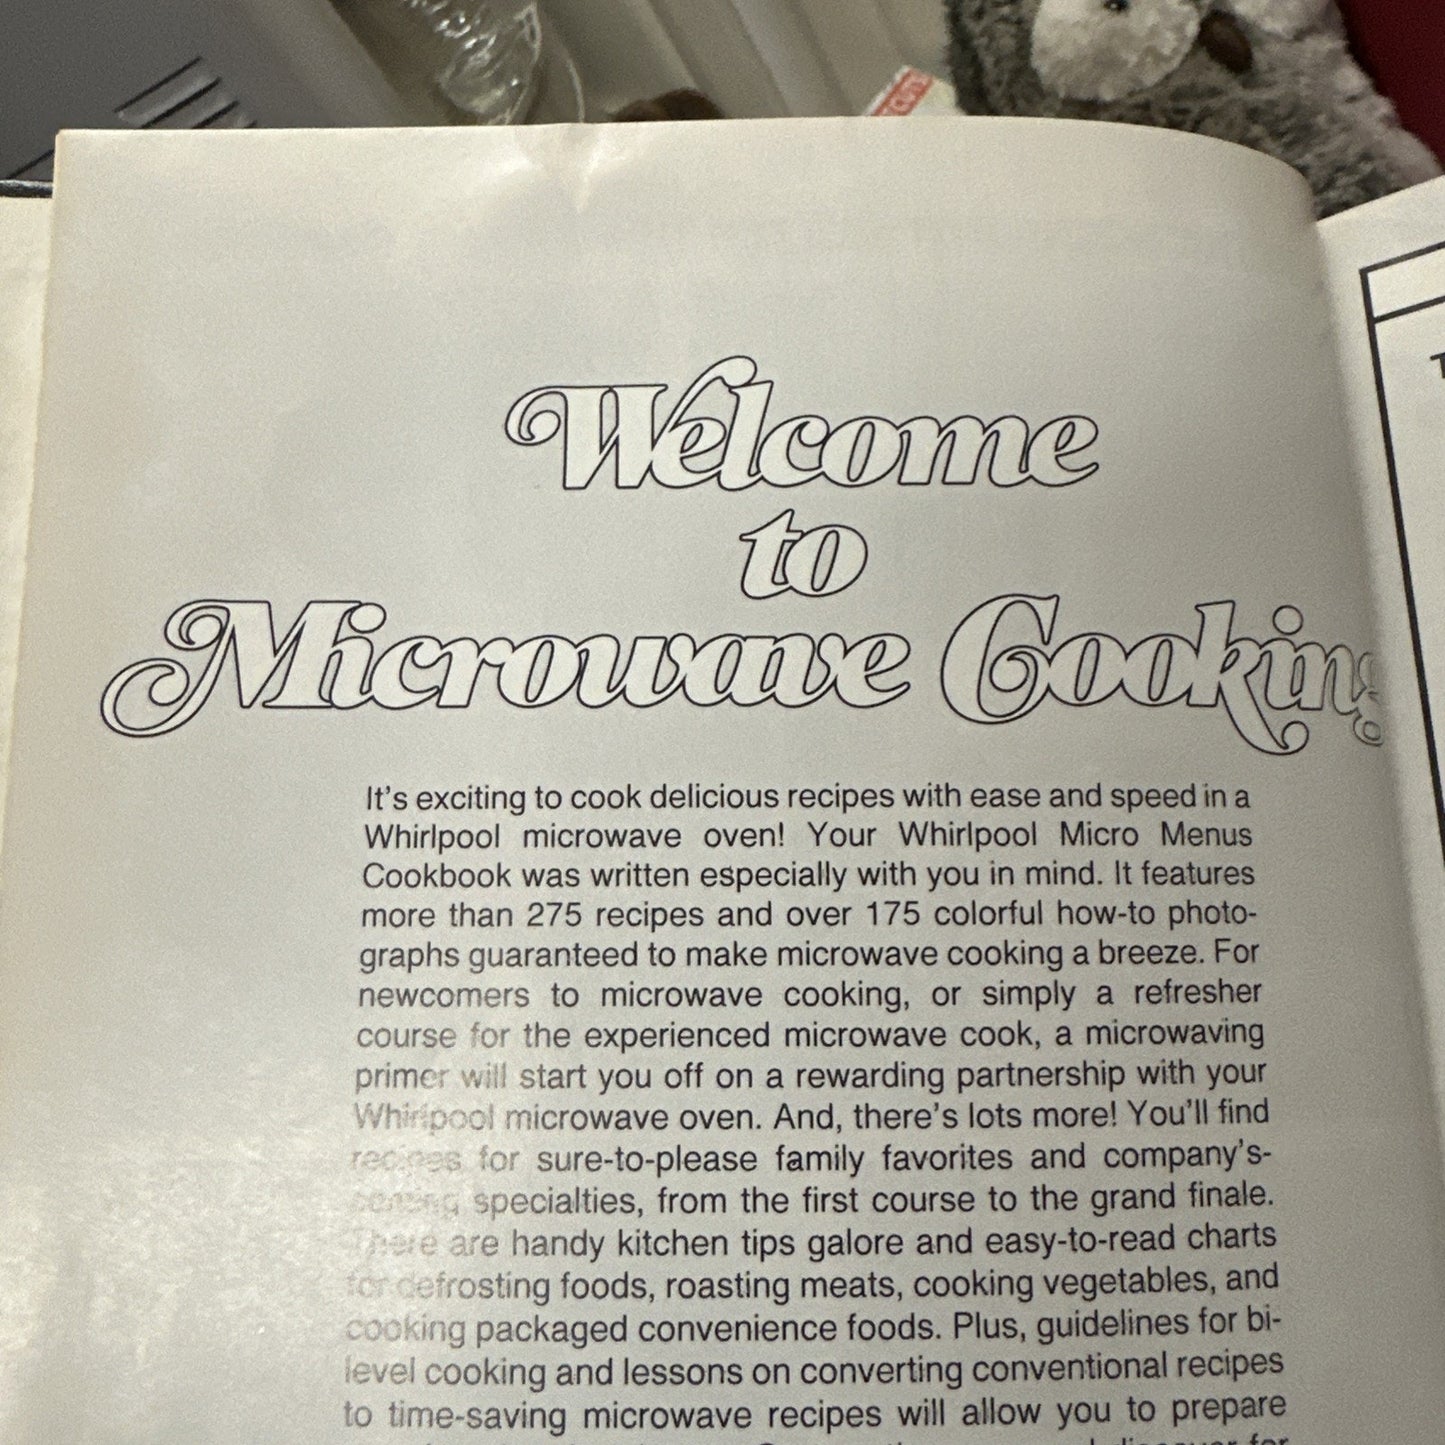 Welcome
to
Microwave Cooking
It's exciting to cook delicious recipes with ease and speed in a
Whirlpool microwave oven! Your Whirlpool Micro Menus
Cookbook was written especially with you in mind. It features
more than 275 recipes and over 175 colorful how-to photo-
graphs guaranteed to make microwave cooking a breeze. For
newcomers to microwave cooking, or simply a refresher
course for the experienced microwave cook, a microwaving
primer will start you off on a rewarding partnership with your
Whirlpool microwave oven. And, there's lots more! You'll find
recipes for sure-to-please family favorites and company's-
coming specialties, from the first course to the grand finale.
There are handy kitchen tips galore and easy-to-read charts
for defrosting foods, roasting meats, cooking vegetables, and
cooking packaged convenience foods. Plus, guidelines for bi-
level cooking and lessons on converting conventional recipes
to time-saving microwave recipes will allow you to prepare